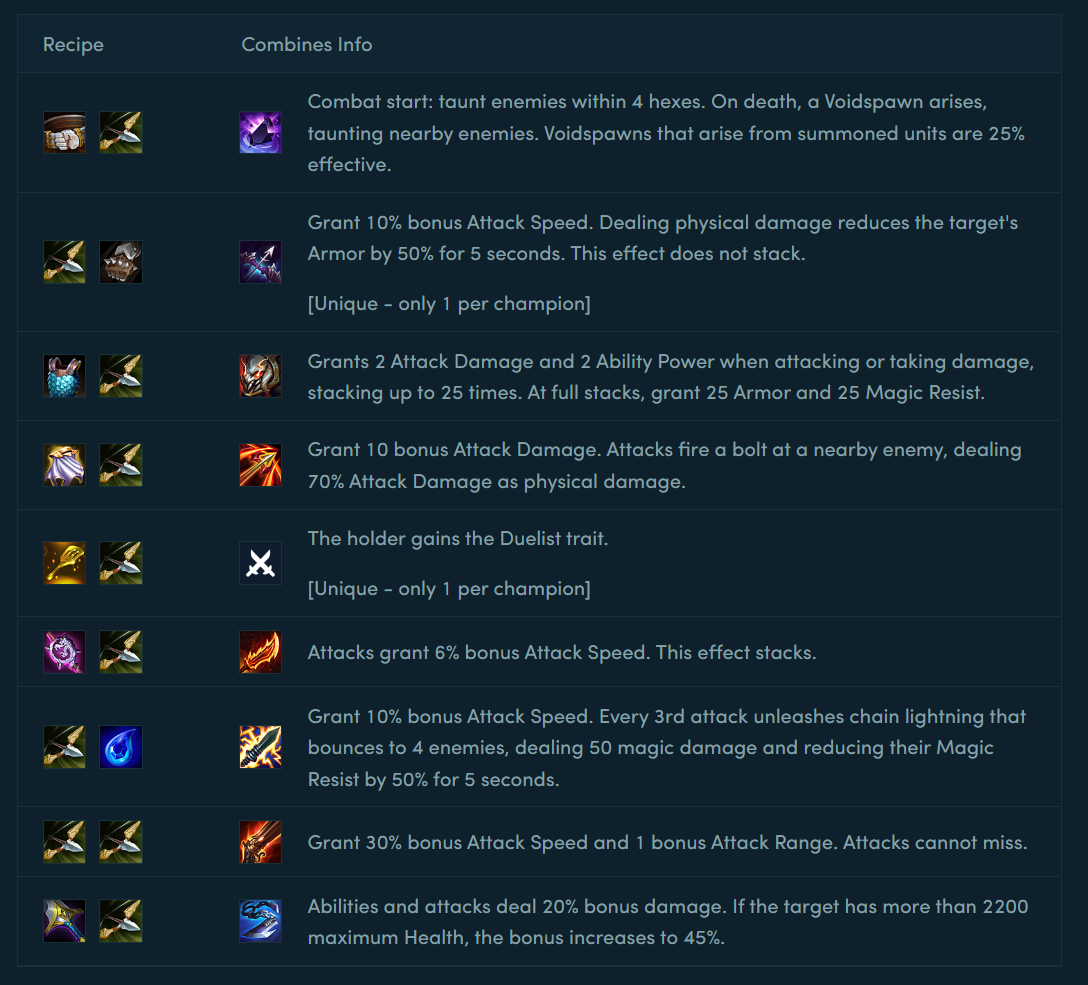 Recipe
Combines Info
Combat start: taunt enemies within 4 hexes. On death, a Voidspawn arises,
taunting nearby enemies. Voidspawns that arise from summoned units are 25%
effective.
Grant 10% bonus Attack Speed. Dealing physical damage reduces the target's
Armor by 50% for 5 seconds. This effect does not stack.
[Unique - only 1 per champion]
Grants 2 Attack Damage and 2 Ability Power when attacking or taking damage,
stacking up to 25 times. At full stacks, grant 25 Armor and 25 Magic Resist.
Grant 10 bonus Attack Damage. Attacks fire a bolt at a nearby enemy, dealing
70% Attack Damage as physical damage.
The holder gains the Duelist trait.
[Unique - only 1 per champion]
Attacks grant 6% bonus Attack Speed. This effect stacks.
Grant 10% bonus Attack Speed. Every 3rd attack unleashes chain lightning that
bounces to 4 enemies, dealing 50 magic damage and reducing their Magic
Resist by 50% for 5 seconds.
Grant 30% bonus Attack Speed and 1 bonus Attack Range. Attacks cannot miss.
Abilities and attacks deal 20% bonus damage. If the target has more than 2200
maximum Health, the bonus increases to 45%.